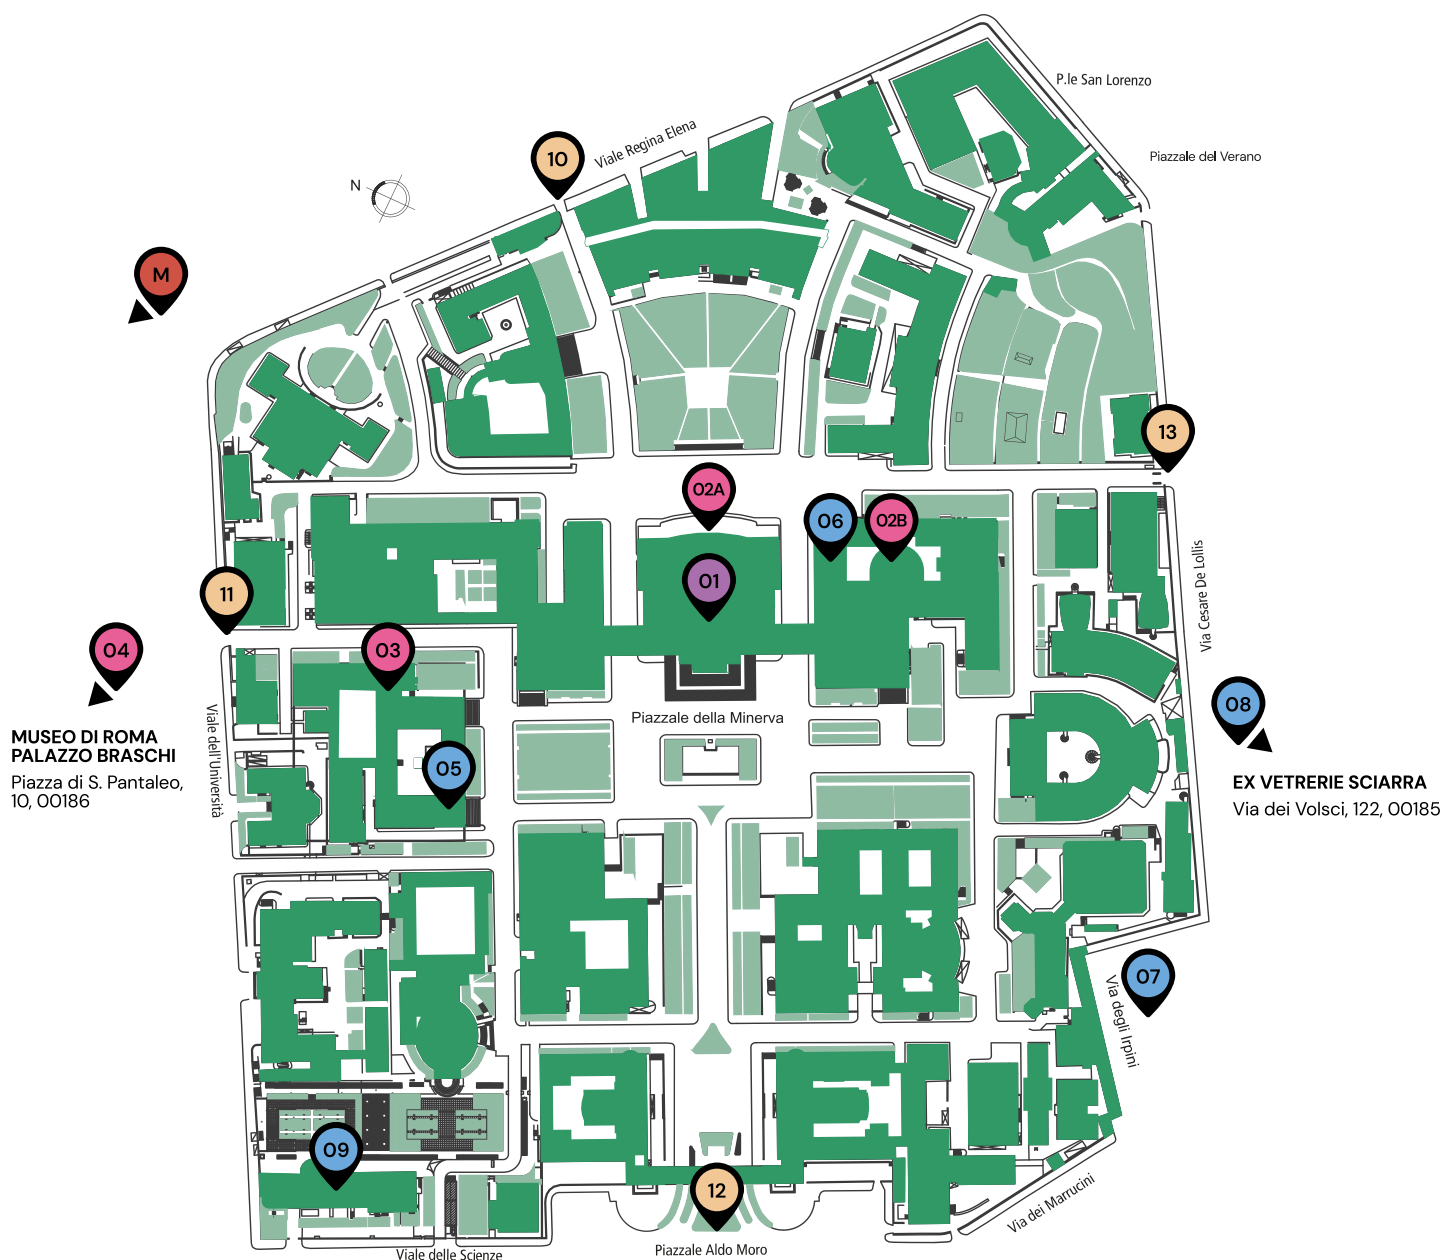 P.le San Lorenzo
Viale Regina Elena
Piazzale del Verano
10
N
M
13
02A
06
02B
01
11
Via Cesare De Lollis
04
03
MUSEO DI ROMA
PALAZZO BRASCHI
Piazza di S. Pantaleo,
10, 00186
Viale dell'Università
Piazzale della Minerva
05
08
EX VETRERIE SCIARRA
Via dei Volsci, 122, 00185
07
Via degli Irpini
09
12
Via dei Marrucini
Viale delle Scienze
Piazzale Aldo Moro